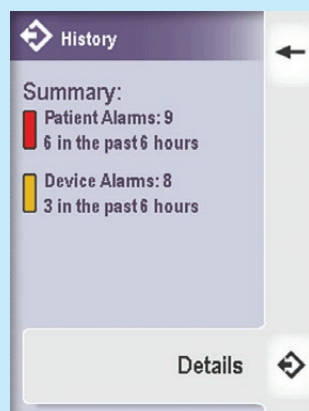 History
Summary:
Patient Alarms: 9
6 in the past 6 hours
Device Alarms: 8
3 in the past 6 hours
Details